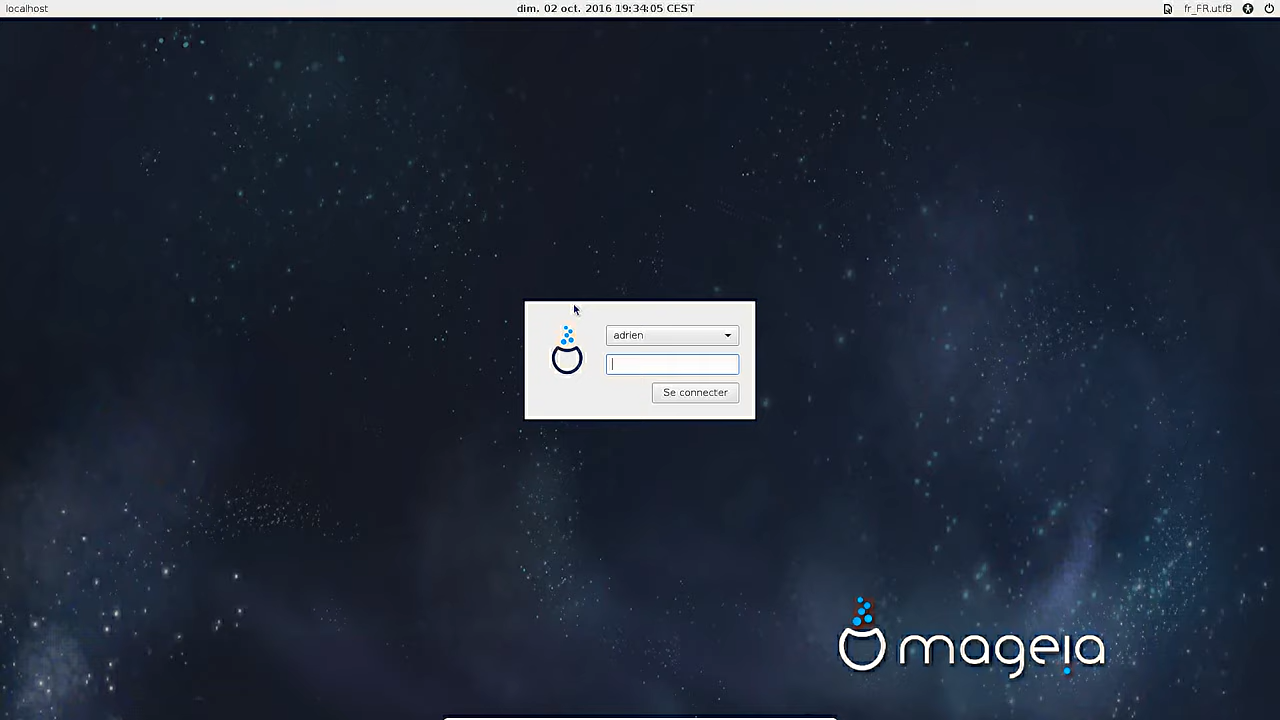 localhost
dim. 02 oct. 2016 19:34:05 CEST
fr_FR.utf8
adrien
Se connecter
mageia